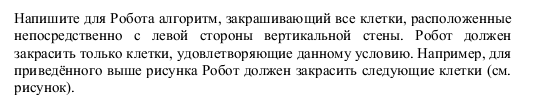 Напишите для Робота алгоритм, закрашивающий все клетки, расположенные
непосредственно с левой стороны вертикальной стены. Робот должен
закрасить только клетки, удовлетворяющие данному условию. Например, для
приведённого выше рисунка Робот должен закрасить следующие клетки (см.
рисунок).